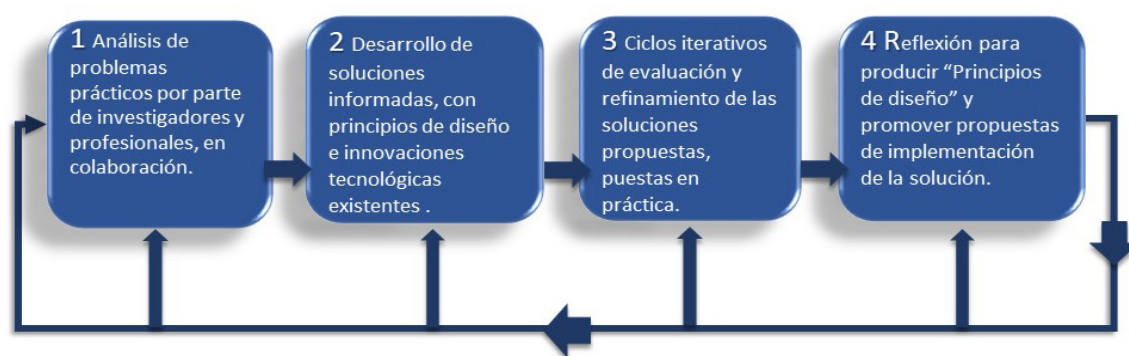 1 Análisis de
problemas
prácticos por parte
de investigadores y
profesionales, en
colaboración.
2 Desarrollo de
soluciones
informadas, con
principios de diseño
e innovaciones
tecnológicas
existentes .
3 Ciclos iterativos
de evaluación y
refinamiento de las
soluciones
propuestas,
puestas en
práctica.
4 Reflexión para
producir “Principios
de diseño” y
promover propuestas
de implementación
de la solución.